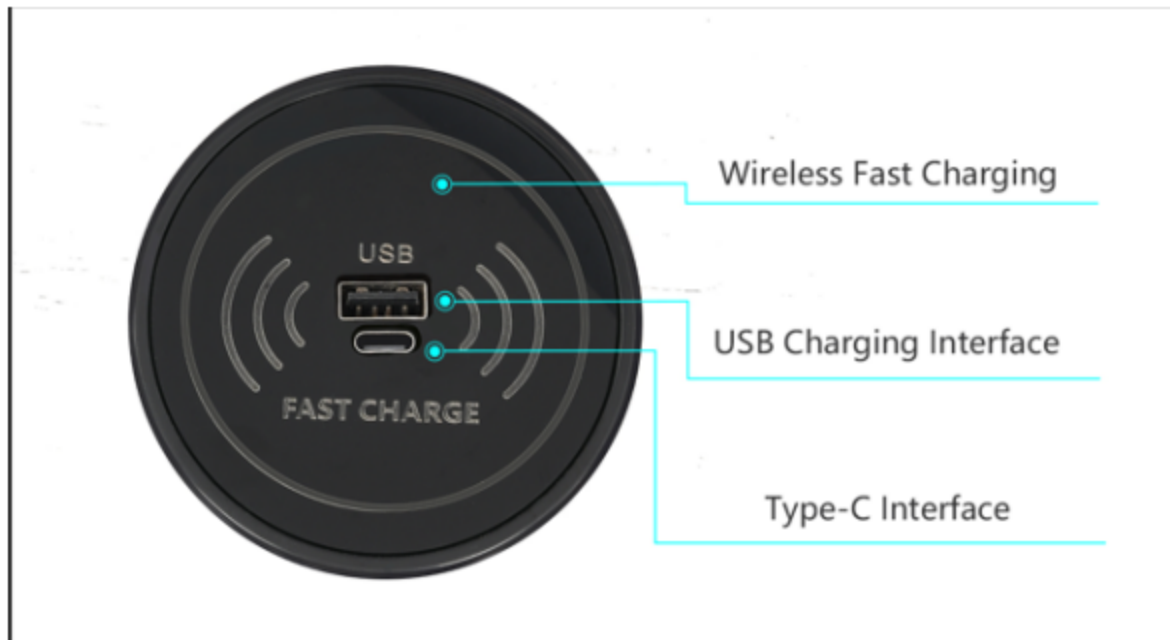 Wireless Fast Charging
USB
USB Charging Interface
FAST CHARGE
Type-C Interface